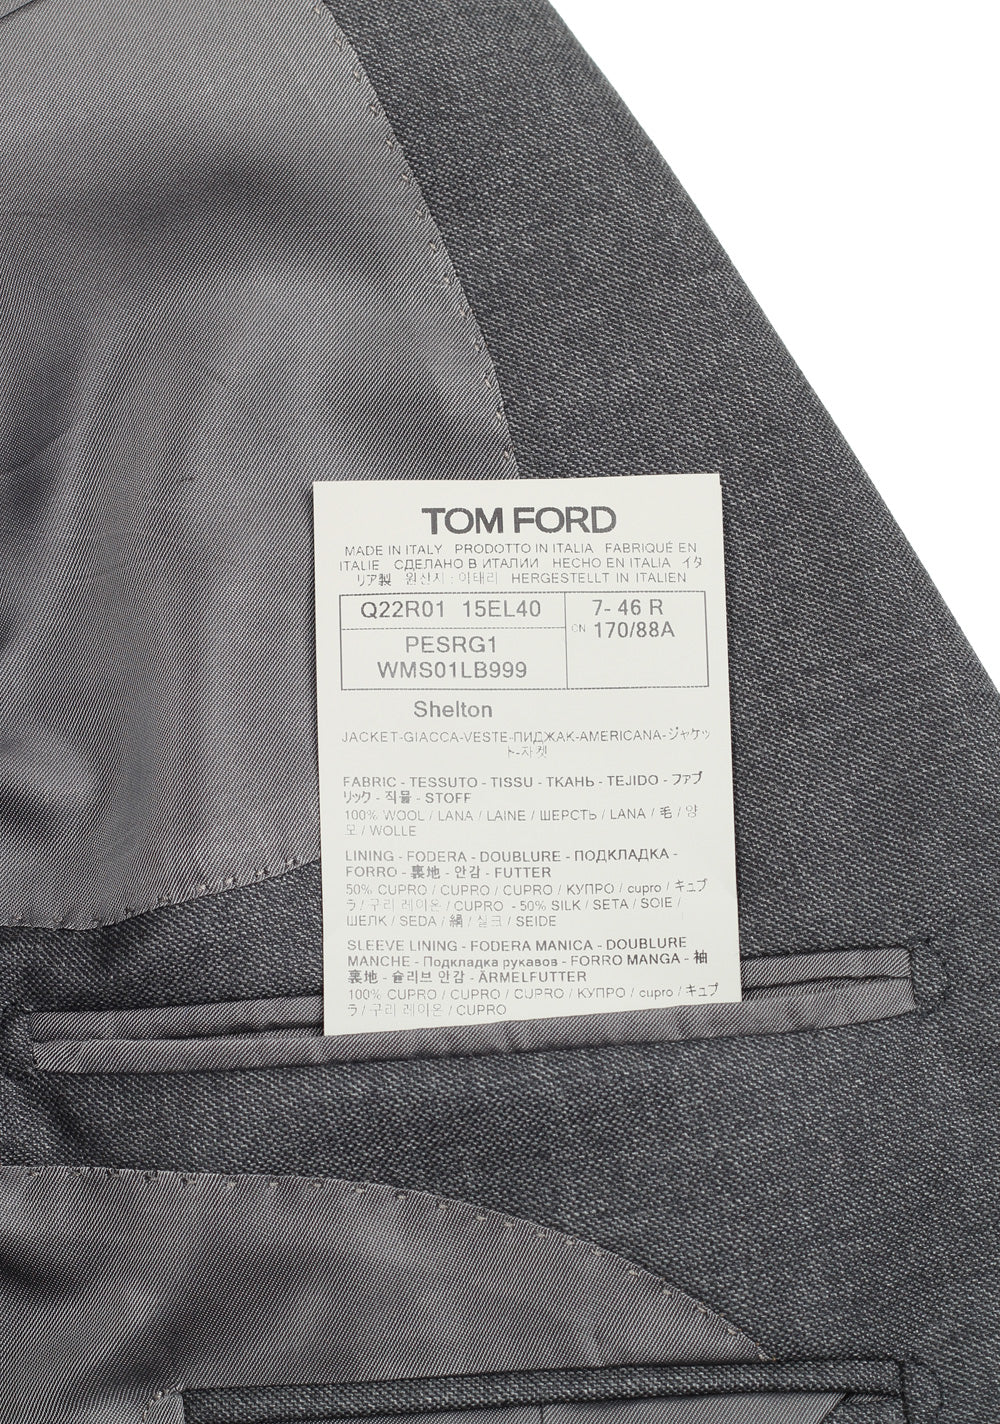 TOM FORD
MADE IN ITALY PRODOTTO IN ITALIA FABRIQUÉ EN
ITALIE СДЕЛАНО В ИТАЛИИ HECHO EN ITALIA イタ
リア製 원산지 : 이태리 HERGESTELLT IN ITALIEN
Q22R01 15EL40
7- 46 R
CN 170/88A
PESRG1
WMS01LB999
Shelton
JACKET-GIACCA-VESTE-ПИДЖАК-AMERICANA-ジャケッ
ト-자켓
FABRIC - TESSUTO - TISSU - ТКАНЬ - TEJIDO - ファブ
リック - 직물 - STOFF
100% WOOL / LANA / LAINE / ШЕРСТЬ / LANA / 毛 / 양
모 / WOLLE
LINING - FODERA - DOUBLURE - ПОДКЛАДКА -
FORRO - 裏地 - 안감 - FUTTER
50% CUPRO / CUPRO / CUPRO / КУПРО / cupro / キュプ
ラ / 구리 레이온 / CUPRO - 50% SILK / SETA / SOIE /
ШЕЛК / SEDA / 絹 / 실크 / SEIDE
SLEEVE LINING - FODERA MANICA - DOUBLURE
MANCHE - Подкладка рукавов - FORRO MANGA - 袖
裏地 - 슬리브 안감 - ÄRMELFUTTER
100% CUPRO / CUPRO / CUPRO / КУПРО / cupro / キュプ
ラ / 구리 레이온 / CUPRO